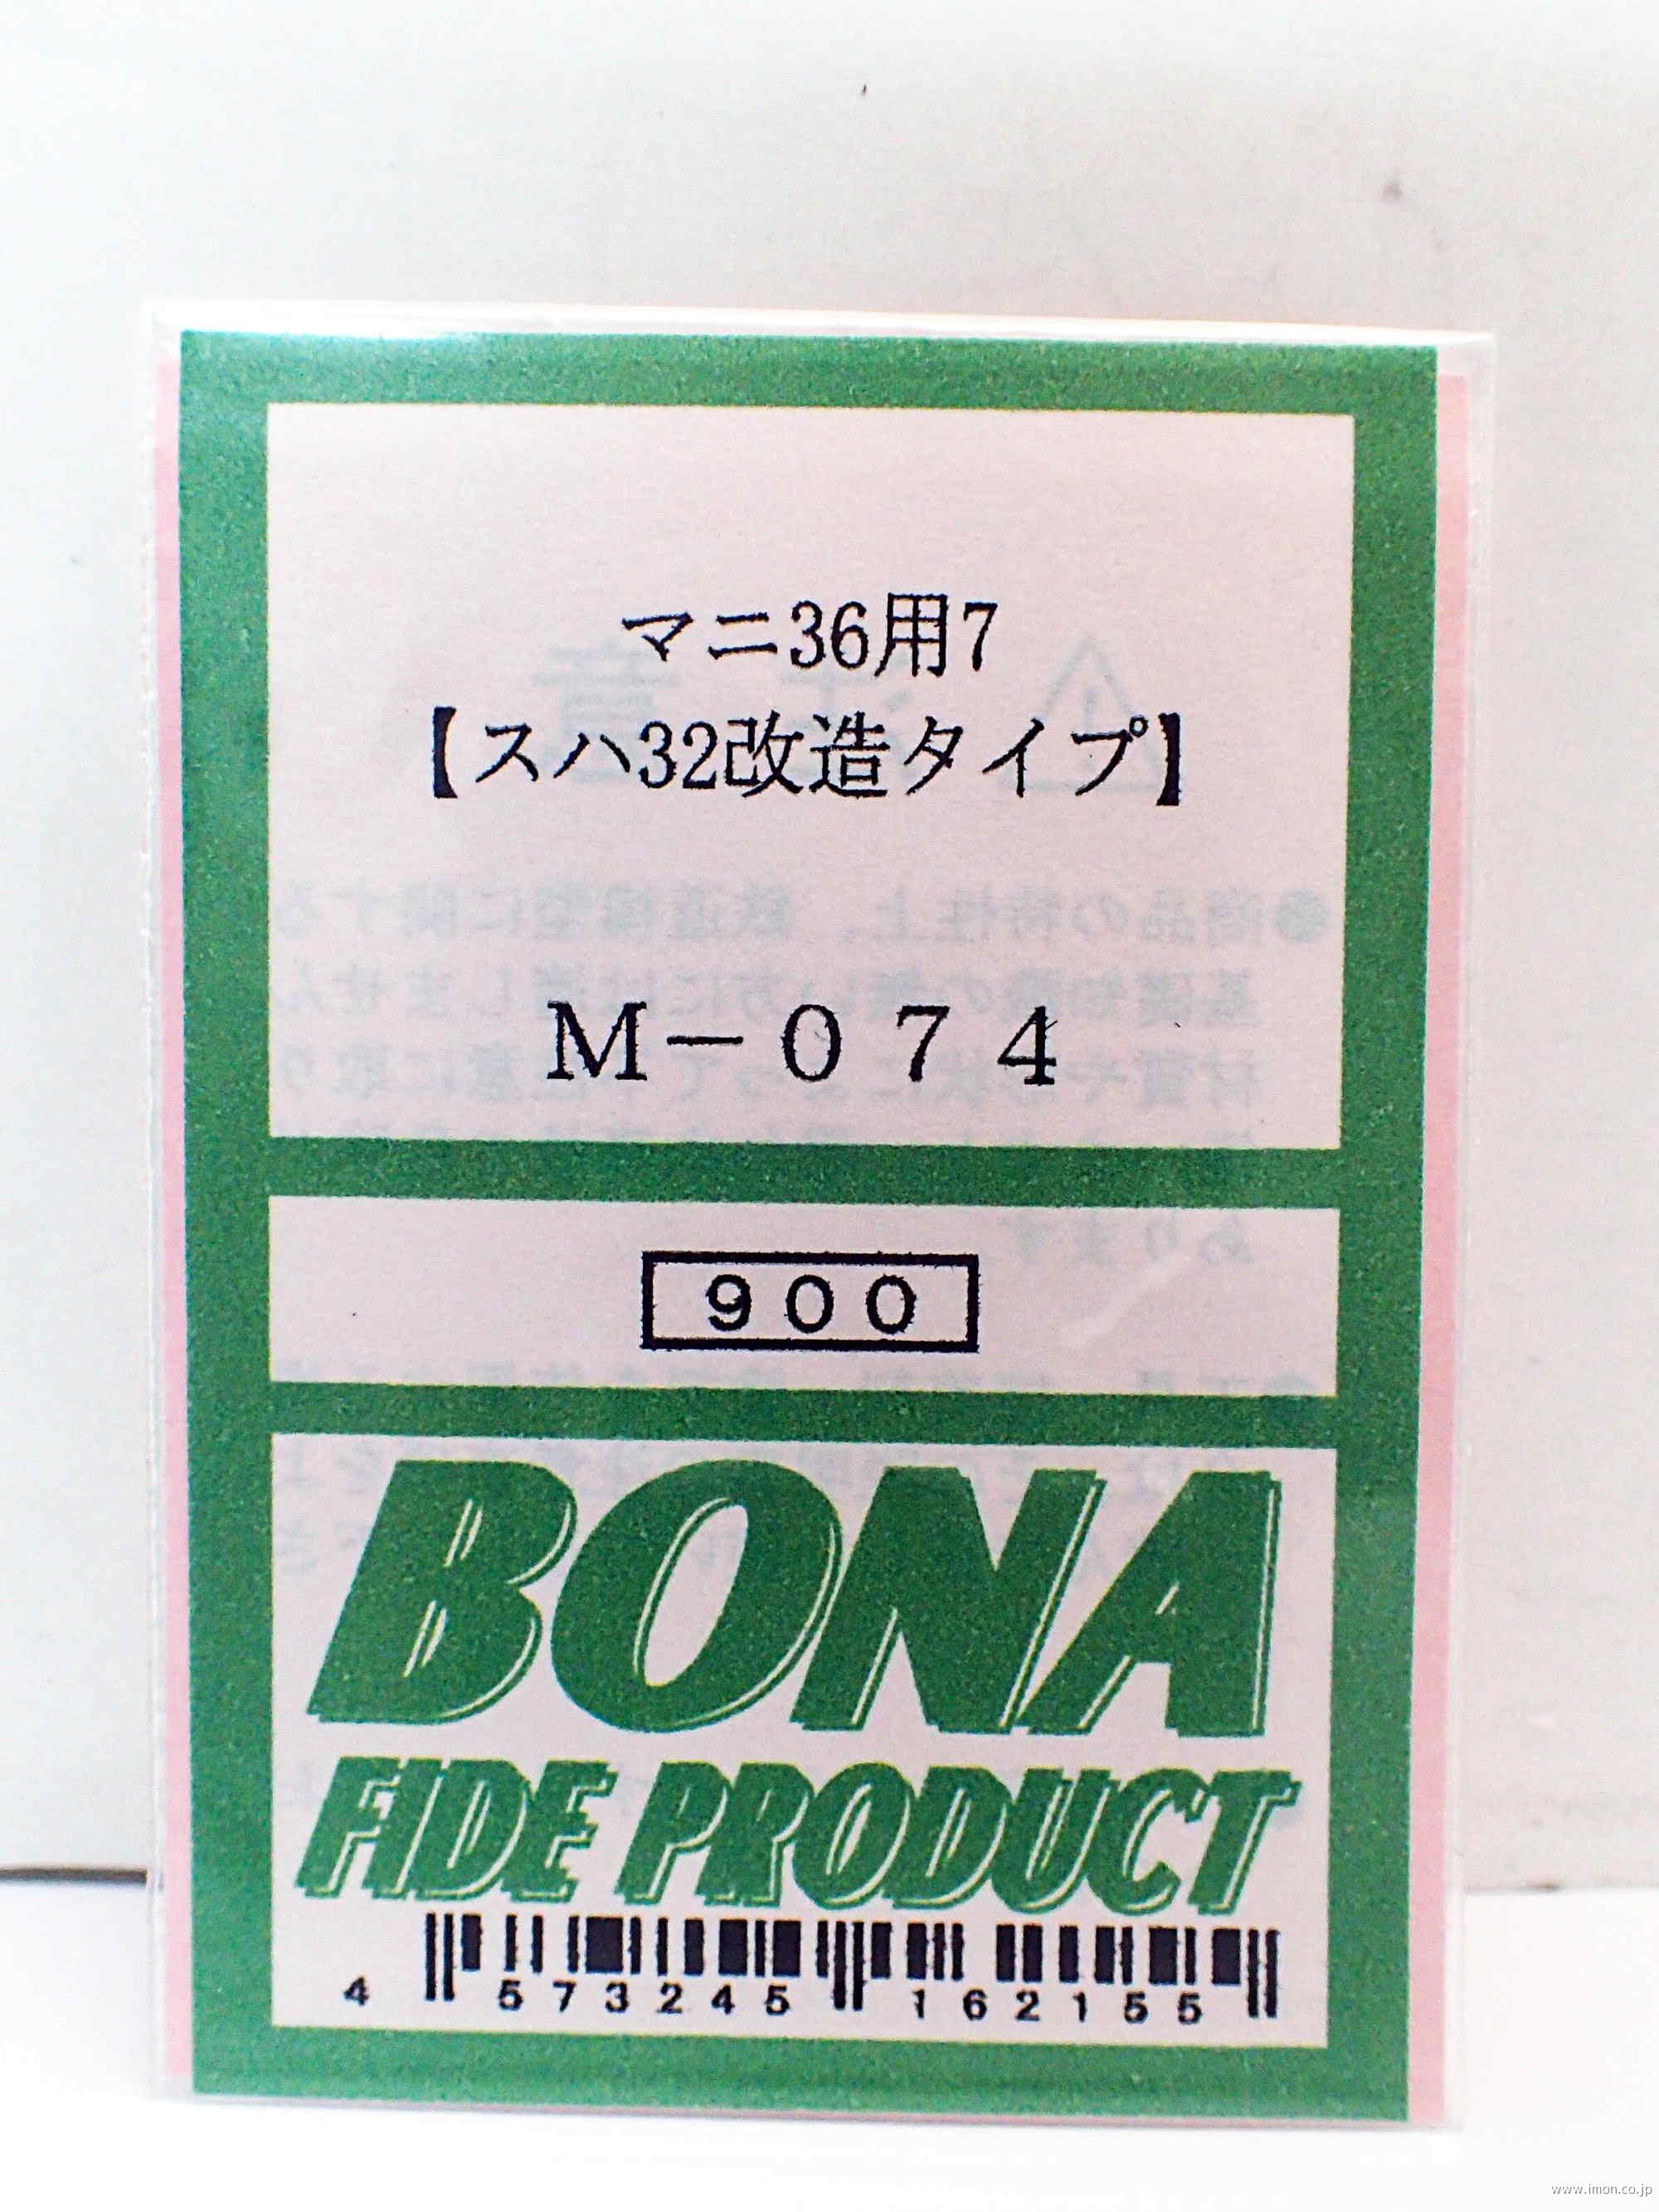 マニ36用7
【スハ32改造タイプ】
M－074
900
BONA
FIDE PRODUCT
4 573245 162155
www.imon.co.jp